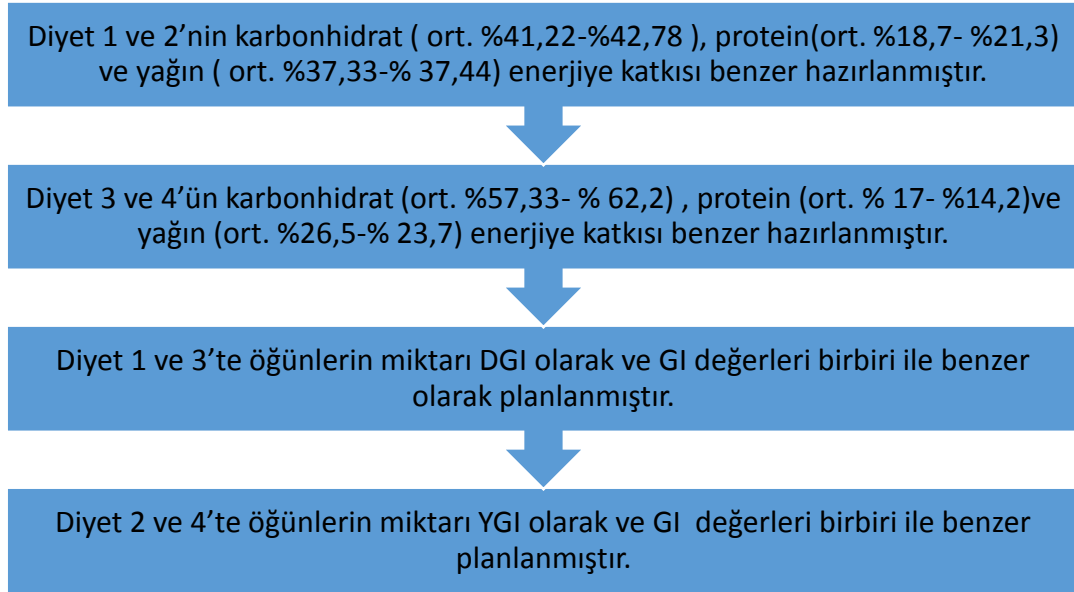 Diyet 1 ve 2’nin karbonhidrat ( ort. %41,22-%42,78 ), protein(ort. %18,7- %21,3)
ve yağın ( ort. %37,33-% 37,44) enerjiye katkısı benzer hazırlanmıştır.
Diyet 3 ve 4’ün karbonhidrat (ort. %57,33- % 62,2) , protein (ort. % 17- %14,2)ve
yağın (ort. %26,5-% 23,7) enerjiye katkısı benzer hazırlanmıştır.
Diyet 1 ve 3’te öğünlerin miktarı DGI olarak ve GI değerleri birbiri ile benzer
olarak planlanmıştır.
Diyet 2 ve 4’te öğünlerin miktarı YGI olarak ve GI  değerleri birbiri ile benzer
planlanmıştır.